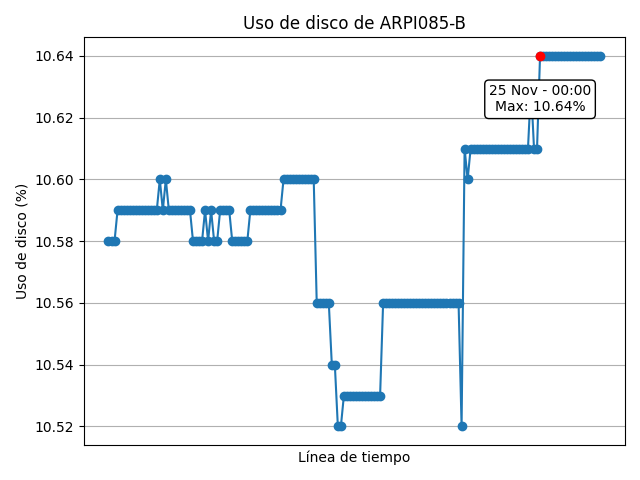 Uso de disco de ARPI085-B
10.64
10.62
10.60
10.58
10.56
10.54
10.52
Uso de disco (%)
25 Nov - 00:00
Max: 10.64%
Línea de tiempo